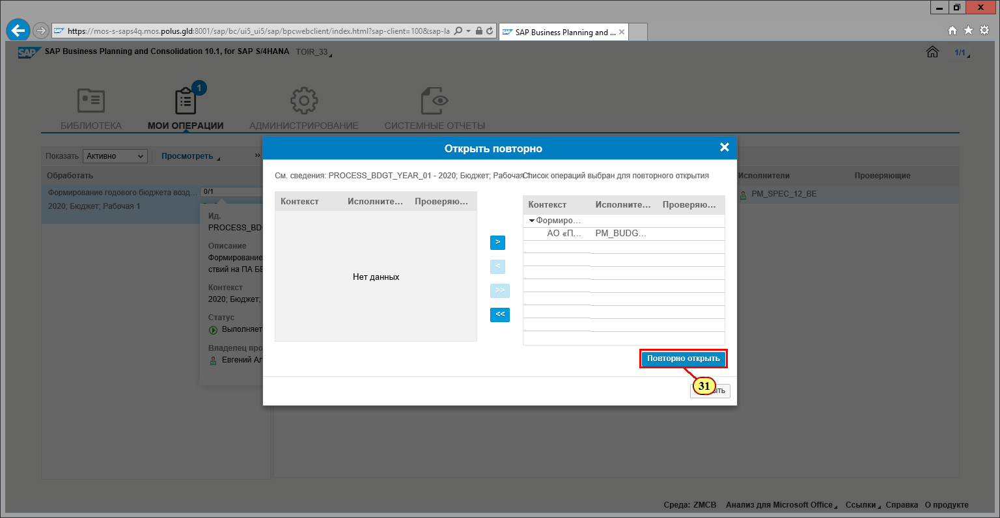 https://mos-s-saps4q.mos.polus.gld:8001/sap/bc/ui5_ui5/sap/bpcwebclient/index.html?sap-client=100&sap-la
SAP Business Planning and ...
SAP SAP Business Planning and Consolidation 10.1, for SAP S/4HANA TOIR_33
1/1
1
БИБЛИОТЕКА МОИ ОПЕРАЦИИ АДМИНИСТРИРОВАНИЕ СИСТЕМНЫЕ ОТЧЕТЫ
Показать Активно Просмотреть »
Обработать
Формирование годового бюджета возд... 0/1
2020; Бюджет; Рабочая 1
Ид.
PROCESS_BD
Описание
Формирование
ствий на ПА БЕ
Контекст
2020; Бюджет;
Статус
Выполняет
Владелец про
Евгений Ал
Открыть повторно
См. сведения: PROCESS_BDGT_YEAR_01 - 2020; Бюджет; Рабочая 1
Список операций выбран для повторного открытия
Контекст Исполните... Проверяю...
Нет данных
>
<
>>
<<
Контекст Исполните... Проверяю...
Формиро...
АО «П... PM_BUDG...
Повторно открыть
31
ыть
Исполнители Проверяющие
PM_SPEC_12_BE
Среда: ZMCB Анализ для Microsoft Office Ссылки Справка О продукте